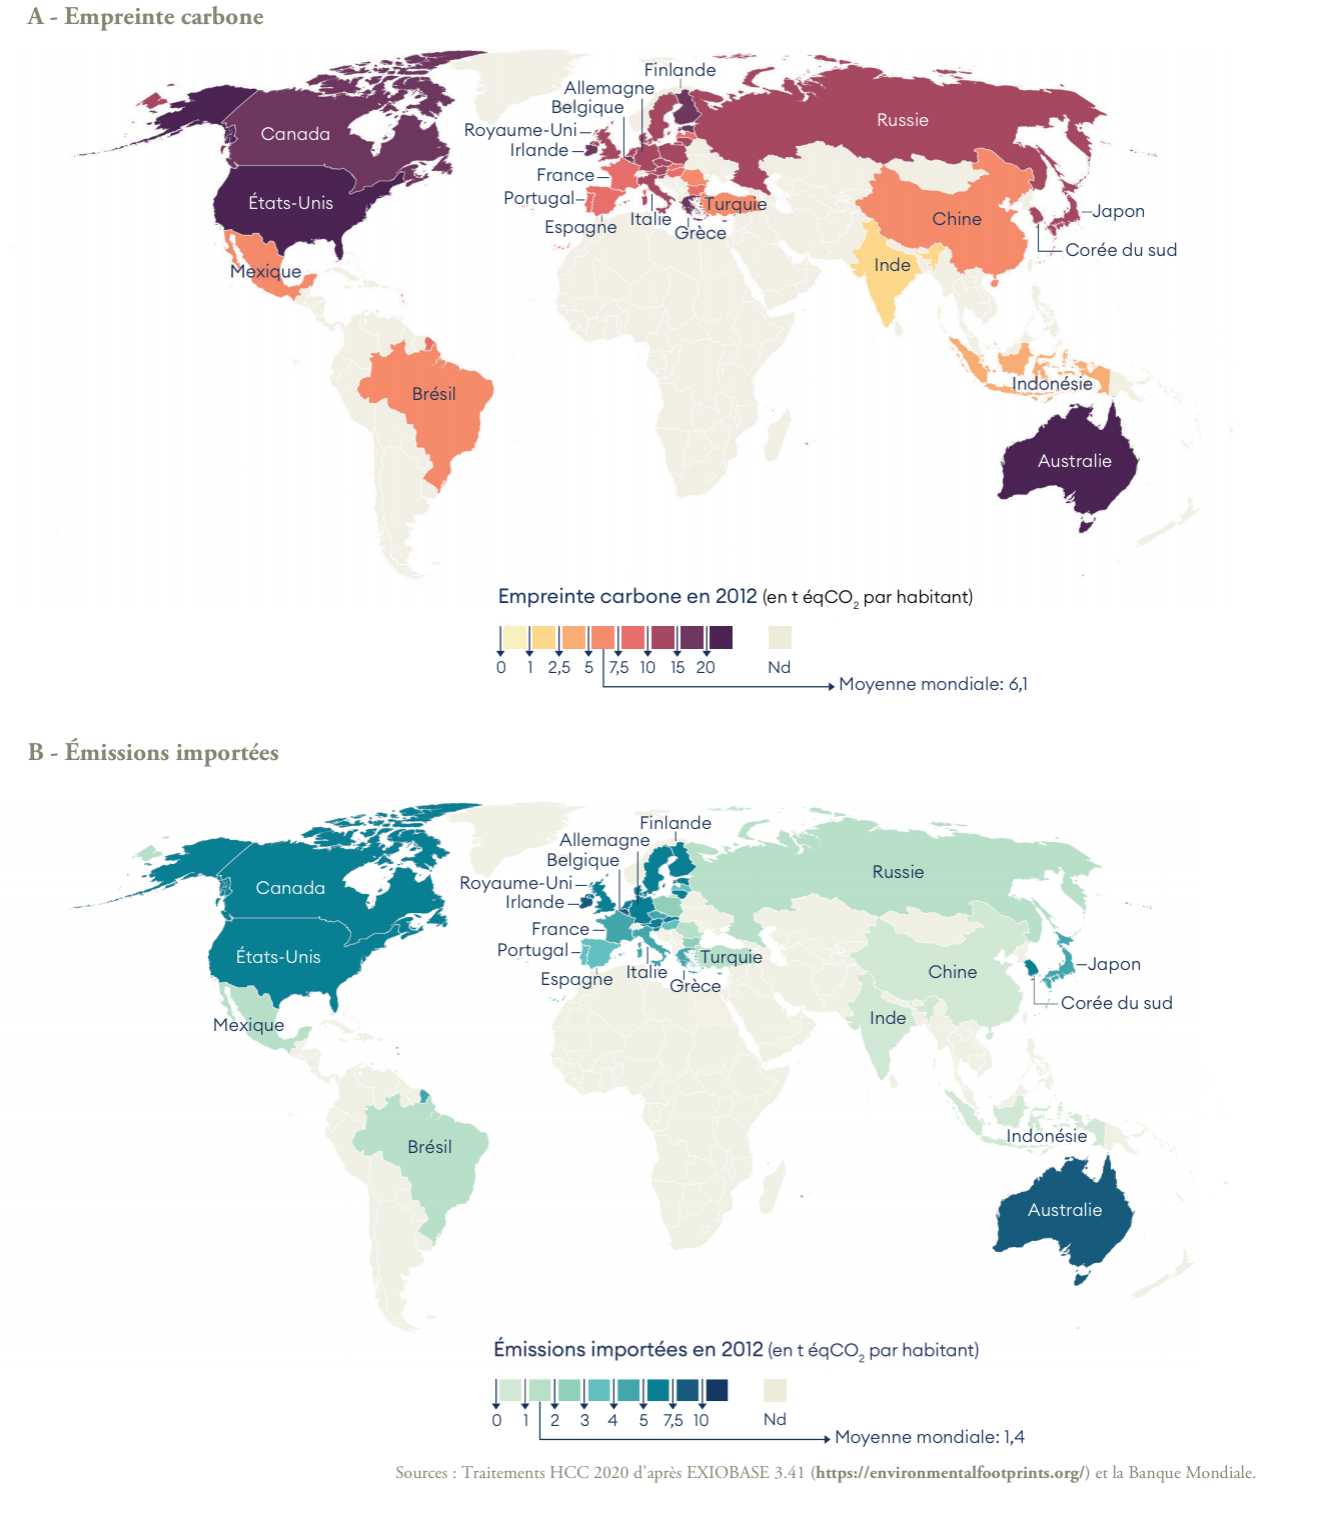 A - Empreinte carbone
Finlande
Allemagne
Belgique
Royaume-Uni
Irlande
France
Portugal
Espagne
Italie
Grèce
Turquie
Canada
États-Unis
Mexique
Brésil
Russie
Chine
Inde
Japon
Corée du sud
Indonésie
Australie
Empreinte carbone en 2012 (en t éqCO₂ par habitant)
0 1 2,5 5 7,5 10 15 20 Nd
Moyenne mondiale: 6,1
B - Émissions importées
Finlande
Allemagne
Belgique
Royaume-Uni
Irlande
France
Portugal
Espagne
Italie
Grèce
Turquie
Canada
États-Unis
Mexique
Brésil
Russie
Chine
Inde
Japon
Corée du sud
Indonésie
Australie
Émissions importées en 2012 (en t éqCO₂ par habitant)
0 1 2 3 4 5 7,5 10 Nd
Moyenne mondiale: 1,4
Sources : Traitements HCC 2020 d’après EXIOBASE 3.41 (https://environmentalfootprints.org/) et la Banque Mondiale.